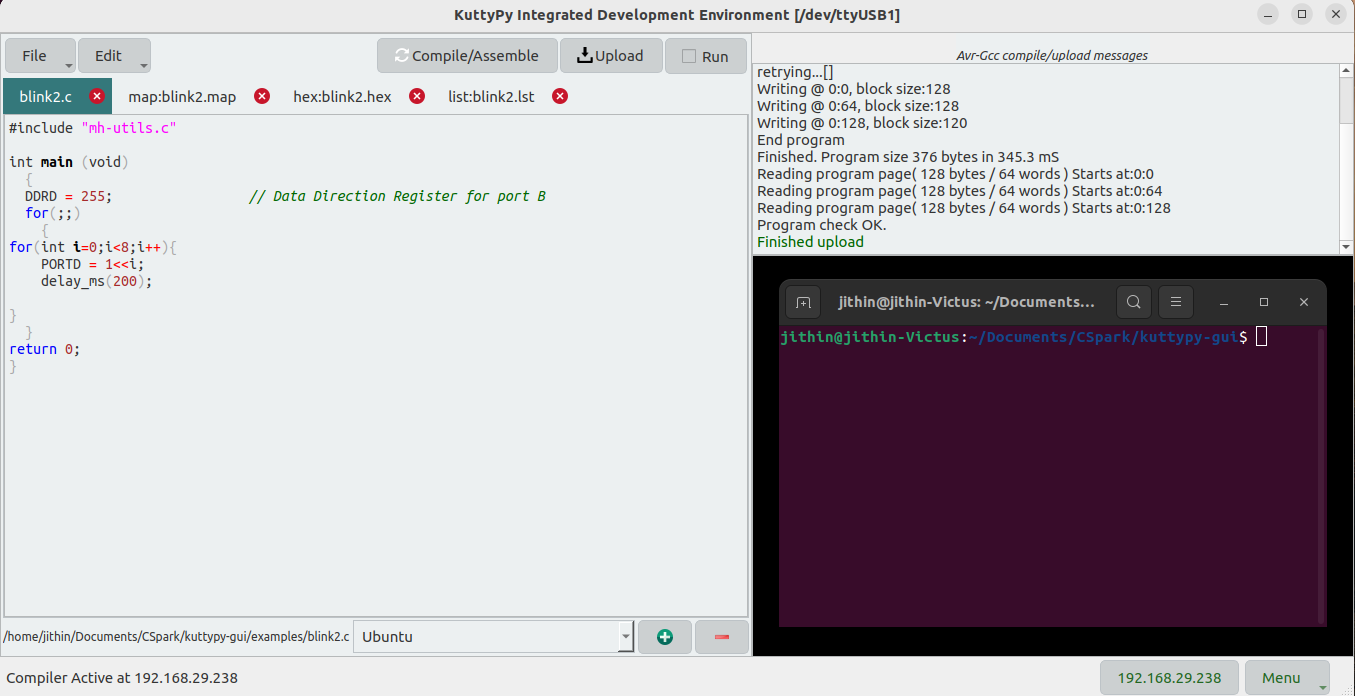 KuttyPy Integrated Development Environment [/dev/ttyUSB1]
File Edit Compile/Assemble Upload Run
blink2.c map:blink2.map hex:blink2.hex list:blink2.lst
#include "mh-utils.c"
int main (void)
{
DDRD = 255; // Data Direction Register for port B
for(;;)
{
for(int i=0;i<8;i++){
PORTD = 1<<i;
delay_ms(200);
}
}
return 0;
}
/home/jithin/Documents/CSpark/kuttypy-gui/examples/blink2.c Ubuntu
Avr-Gcc compile/upload messages
retrying...[]
Writing @ 0:0, block size:128
Writing @ 0:64, block size:128
Writing @ 0:128, block size:120
End program
Finished. Program size 376 bytes in 345.3 mS
Reading program page( 128 bytes / 64 words ) Starts at:0:0
Reading program page( 128 bytes / 64 words ) Starts at:0:64
Reading program page( 128 bytes / 64 words ) Starts at:0:128
Program check OK.
Finished upload
jithin@jithin-Victus: ~/Documents...
jithin@jithin-Victus:~/Documents/CSpark/kuttypy-gui$
Compiler Active at 192.168.29.238 192.168.29.238 Menu